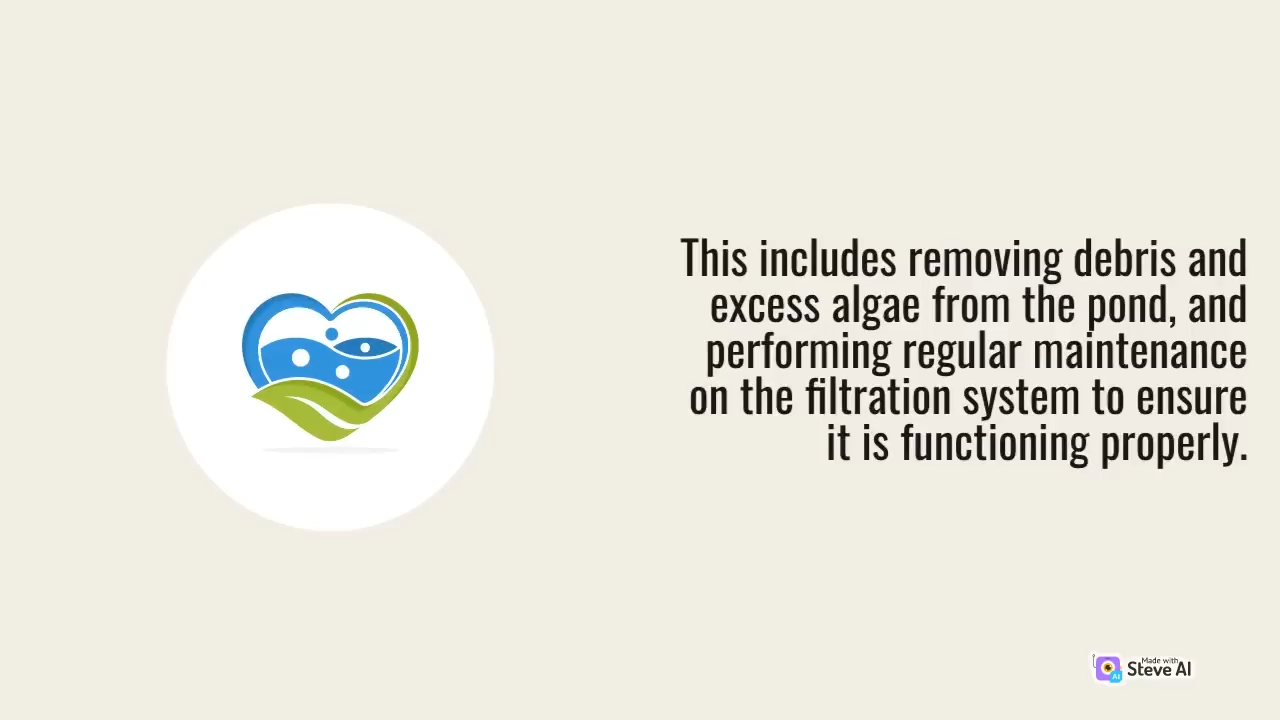 This includes removing debris and
excess algae from the pond, and
performing regular maintenance
on the filtration system to ensure
it is functioning properly.
Made with
Steve AI
AI